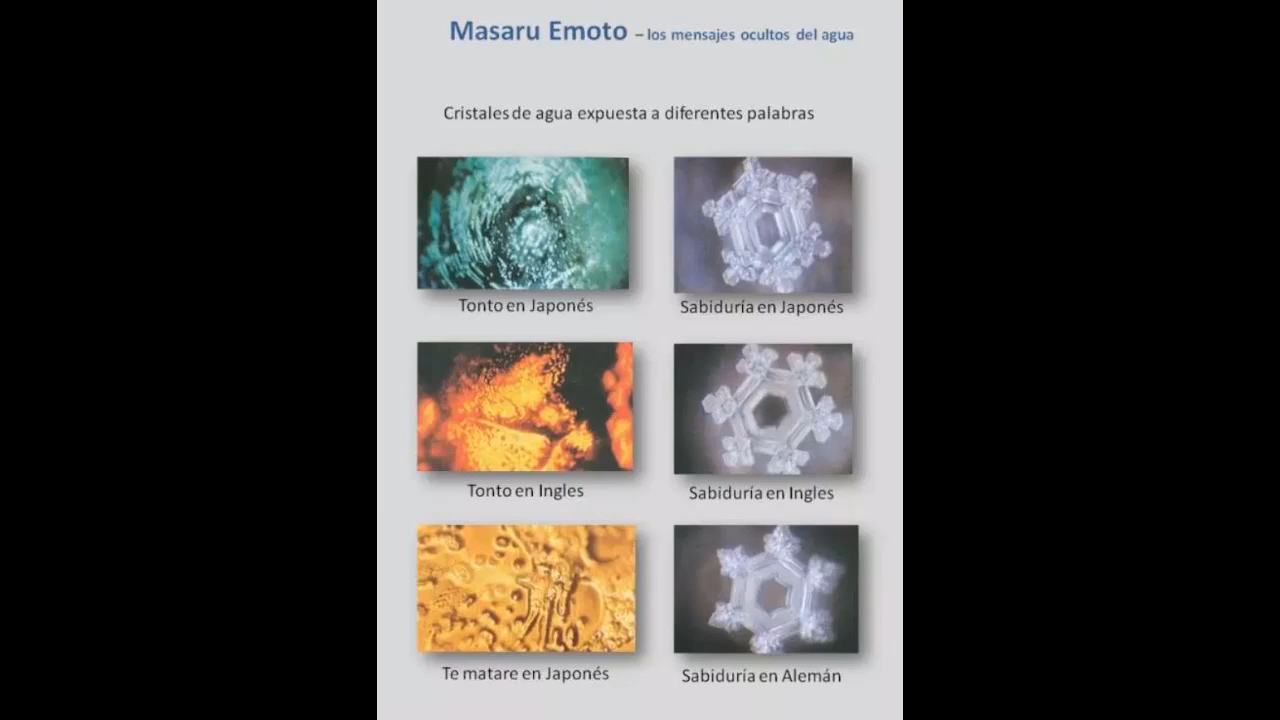 Masaru Emoto – los mensajes ocultos del agua
Cristales de agua expuesta a diferentes palabras
Tonto en Japonés
Sabiduría en Japonés
Tonto en Ingles
Sabiduría en Ingles
Te matare en Japonés
Sabiduría en Alemán